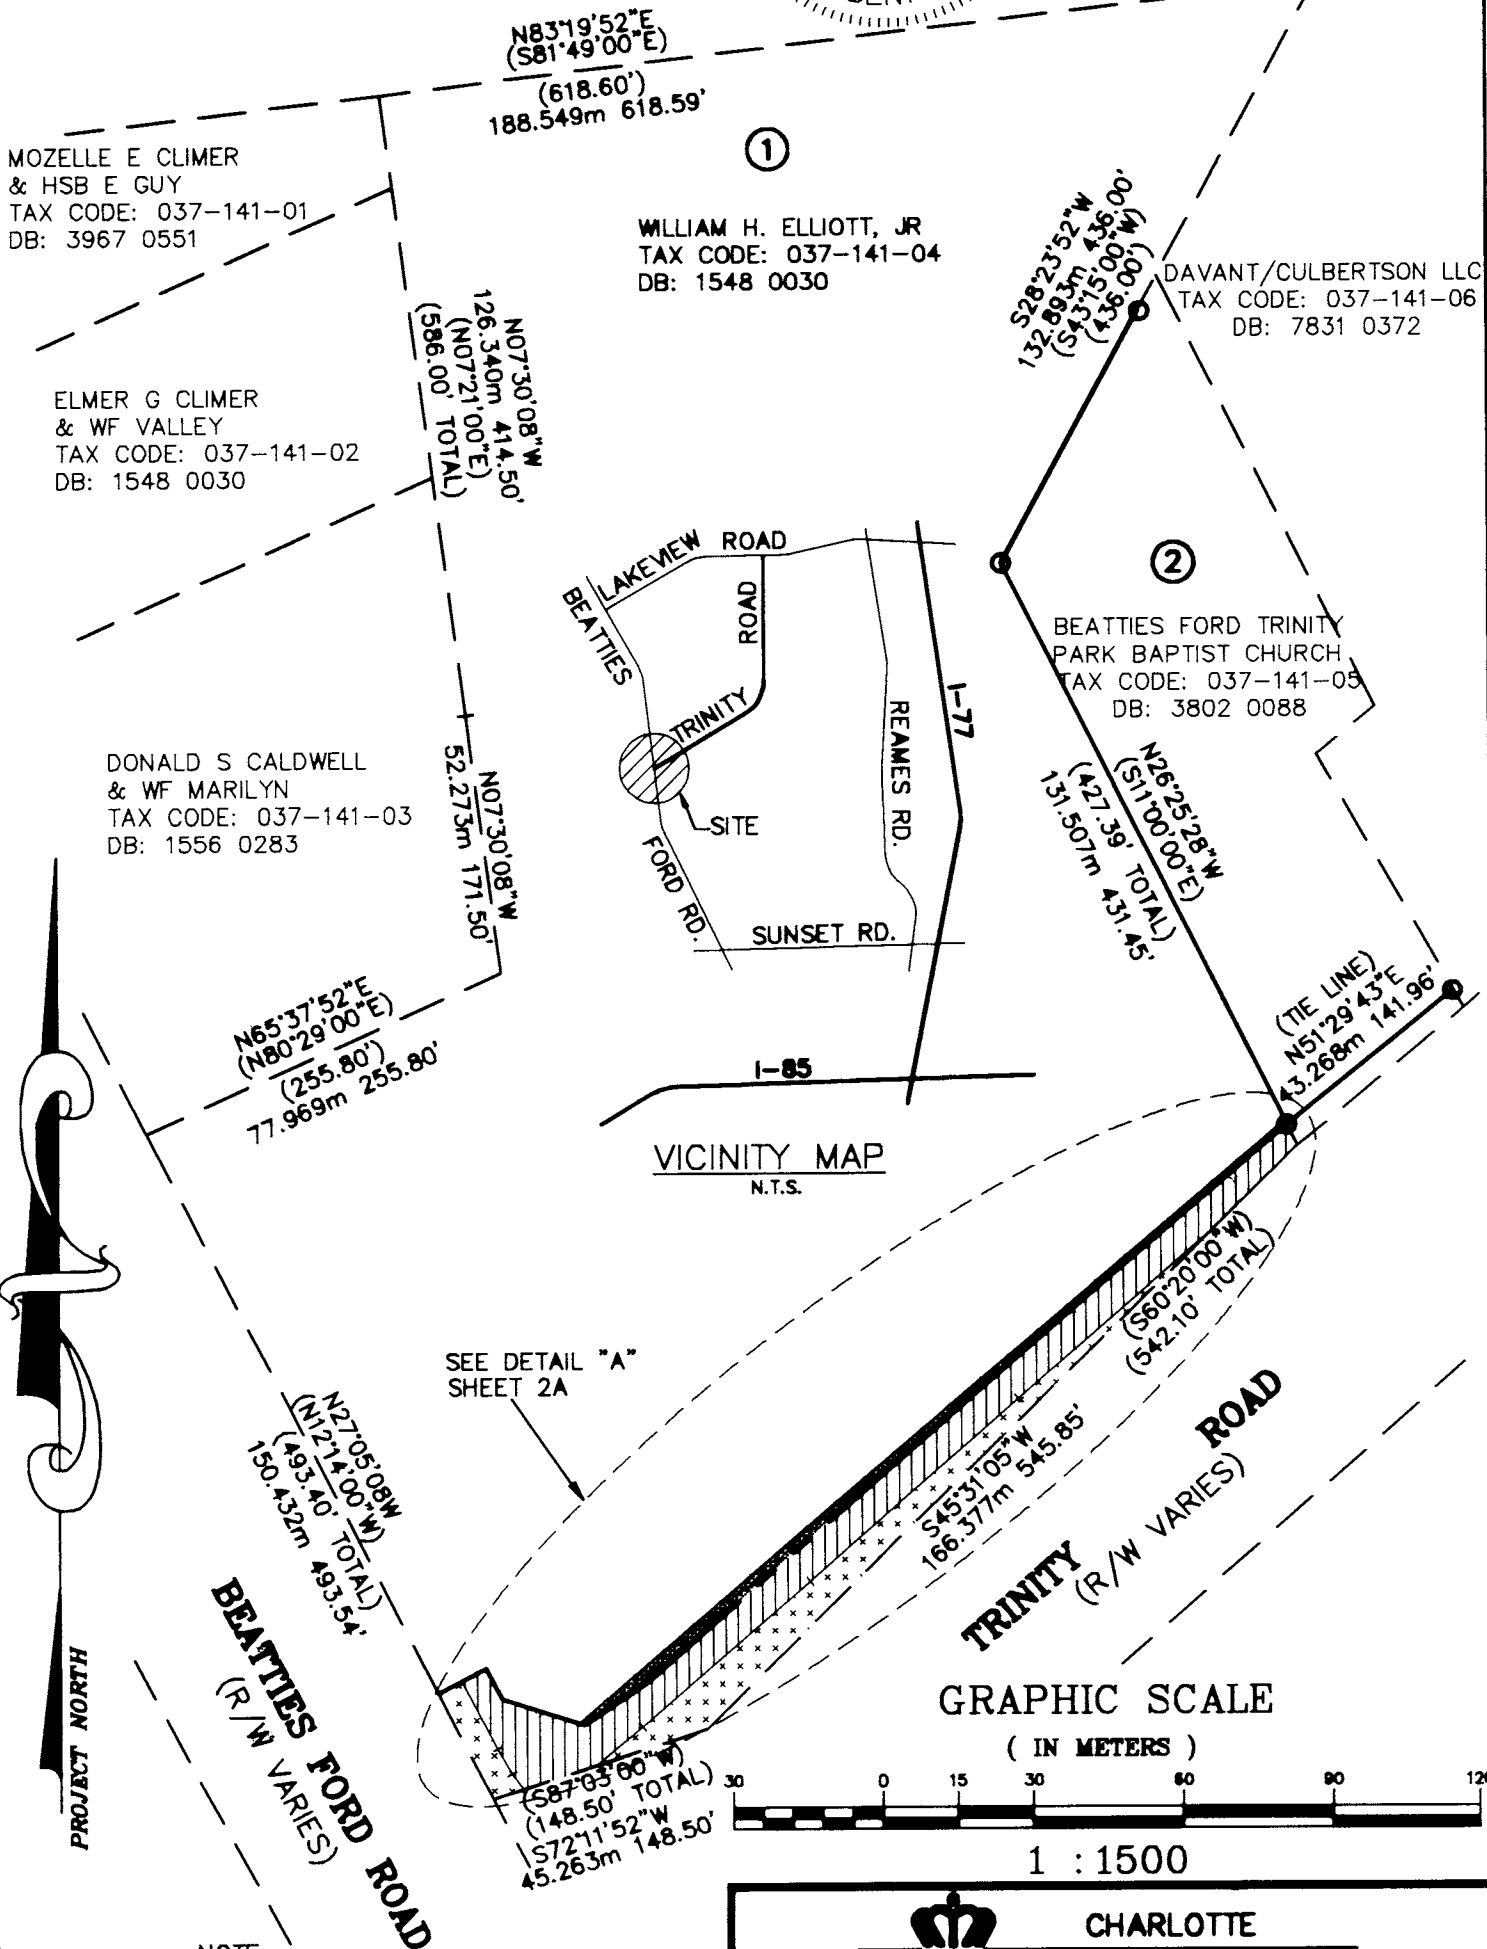 N83°19'52"E
(S81°49'00"E)
(618.60')
188.549m 618.59'
1
MOZELLE E CLIMER
& HSB E GUY
TAX CODE: 037-141-01
DB: 3967 0551
WILLIAM H. ELLIOTT, JR
TAX CODE: 037-141-04
DB: 1548 0030
S28°23'52"W
132.893m 436.00'
(S43°15'00"W)
(436.00')
DAVANT/CULBERTSON LLC
TAX CODE: 037-141-06
DB: 7831 0372
N07°30'08"W
126.340m 414.50'
(N07°21'00"E)
(586.00' TOTAL)
ELMER G CLIMER
& WF VALLEY
TAX CODE: 037-141-02
DB: 1548 0030
LAKEVIEW ROAD
BEATTIES
ROAD
TRINITY
I-77
REAMES RD.
SITE
FORD RD.
SUNSET RD.
I-85
VICINITY MAP
N.T.S.
2
BEATTIES FORD TRINITY
PARK BAPTIST CHURCH
TAX CODE: 037-141-05
DB: 3802 0088
DONALD S CALDWELL
& WF MARILYN
TAX CODE: 037-141-03
DB: 1556 0283
N07°30'08"W
52.273m 171.50'
N26°25'28"W
(S11°00'00"E)
(427.39' TOTAL)
131.507m 431.45'
N65°37'52"E
(N80°29'00"E)
(255.80')
77.969m 255.80'
(TIE LINE)
N51°29'43"E
43.268m 141.96'
(S60°20'00"W)
(542.10' TOTAL)
SEE DETAIL "A"
SHEET 2A
N27°05'08W
(N12°14'00"W)
(493.40' TOTAL)
150.432m 493.54'
S45°31'05"W
166.377m 545.85'
TRINITY ROAD
(R/W VARIES)
BEATTIES FORD ROAD
(R/W VARIES)
PROJECT NORTH
(S87°03'00"W)
(148.50' TOTAL)
S72°11'52"W
45.263m 148.50'
GRAPHIC SCALE
( IN METERS )
30 0 15 30 60 90 120
1 : 1500
CHARLOTTE
NOTE